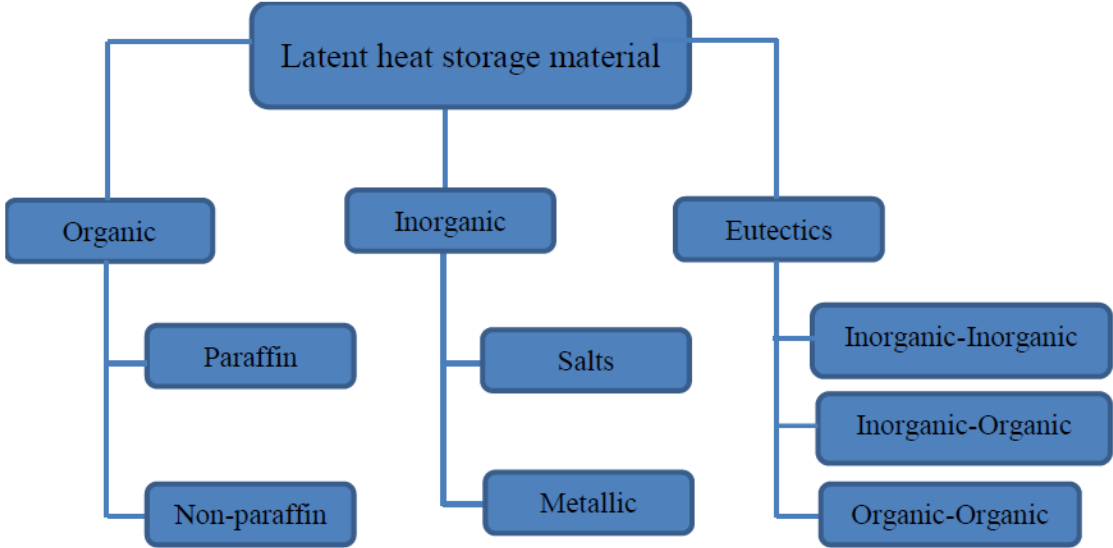 Latent heat storage material
Organic
Inorganic
Eutectics
Paraffin
Non-paraffin
Salts
Metallic
Inorganic-Inorganic
Inorganic-Organic
Organic-Organic